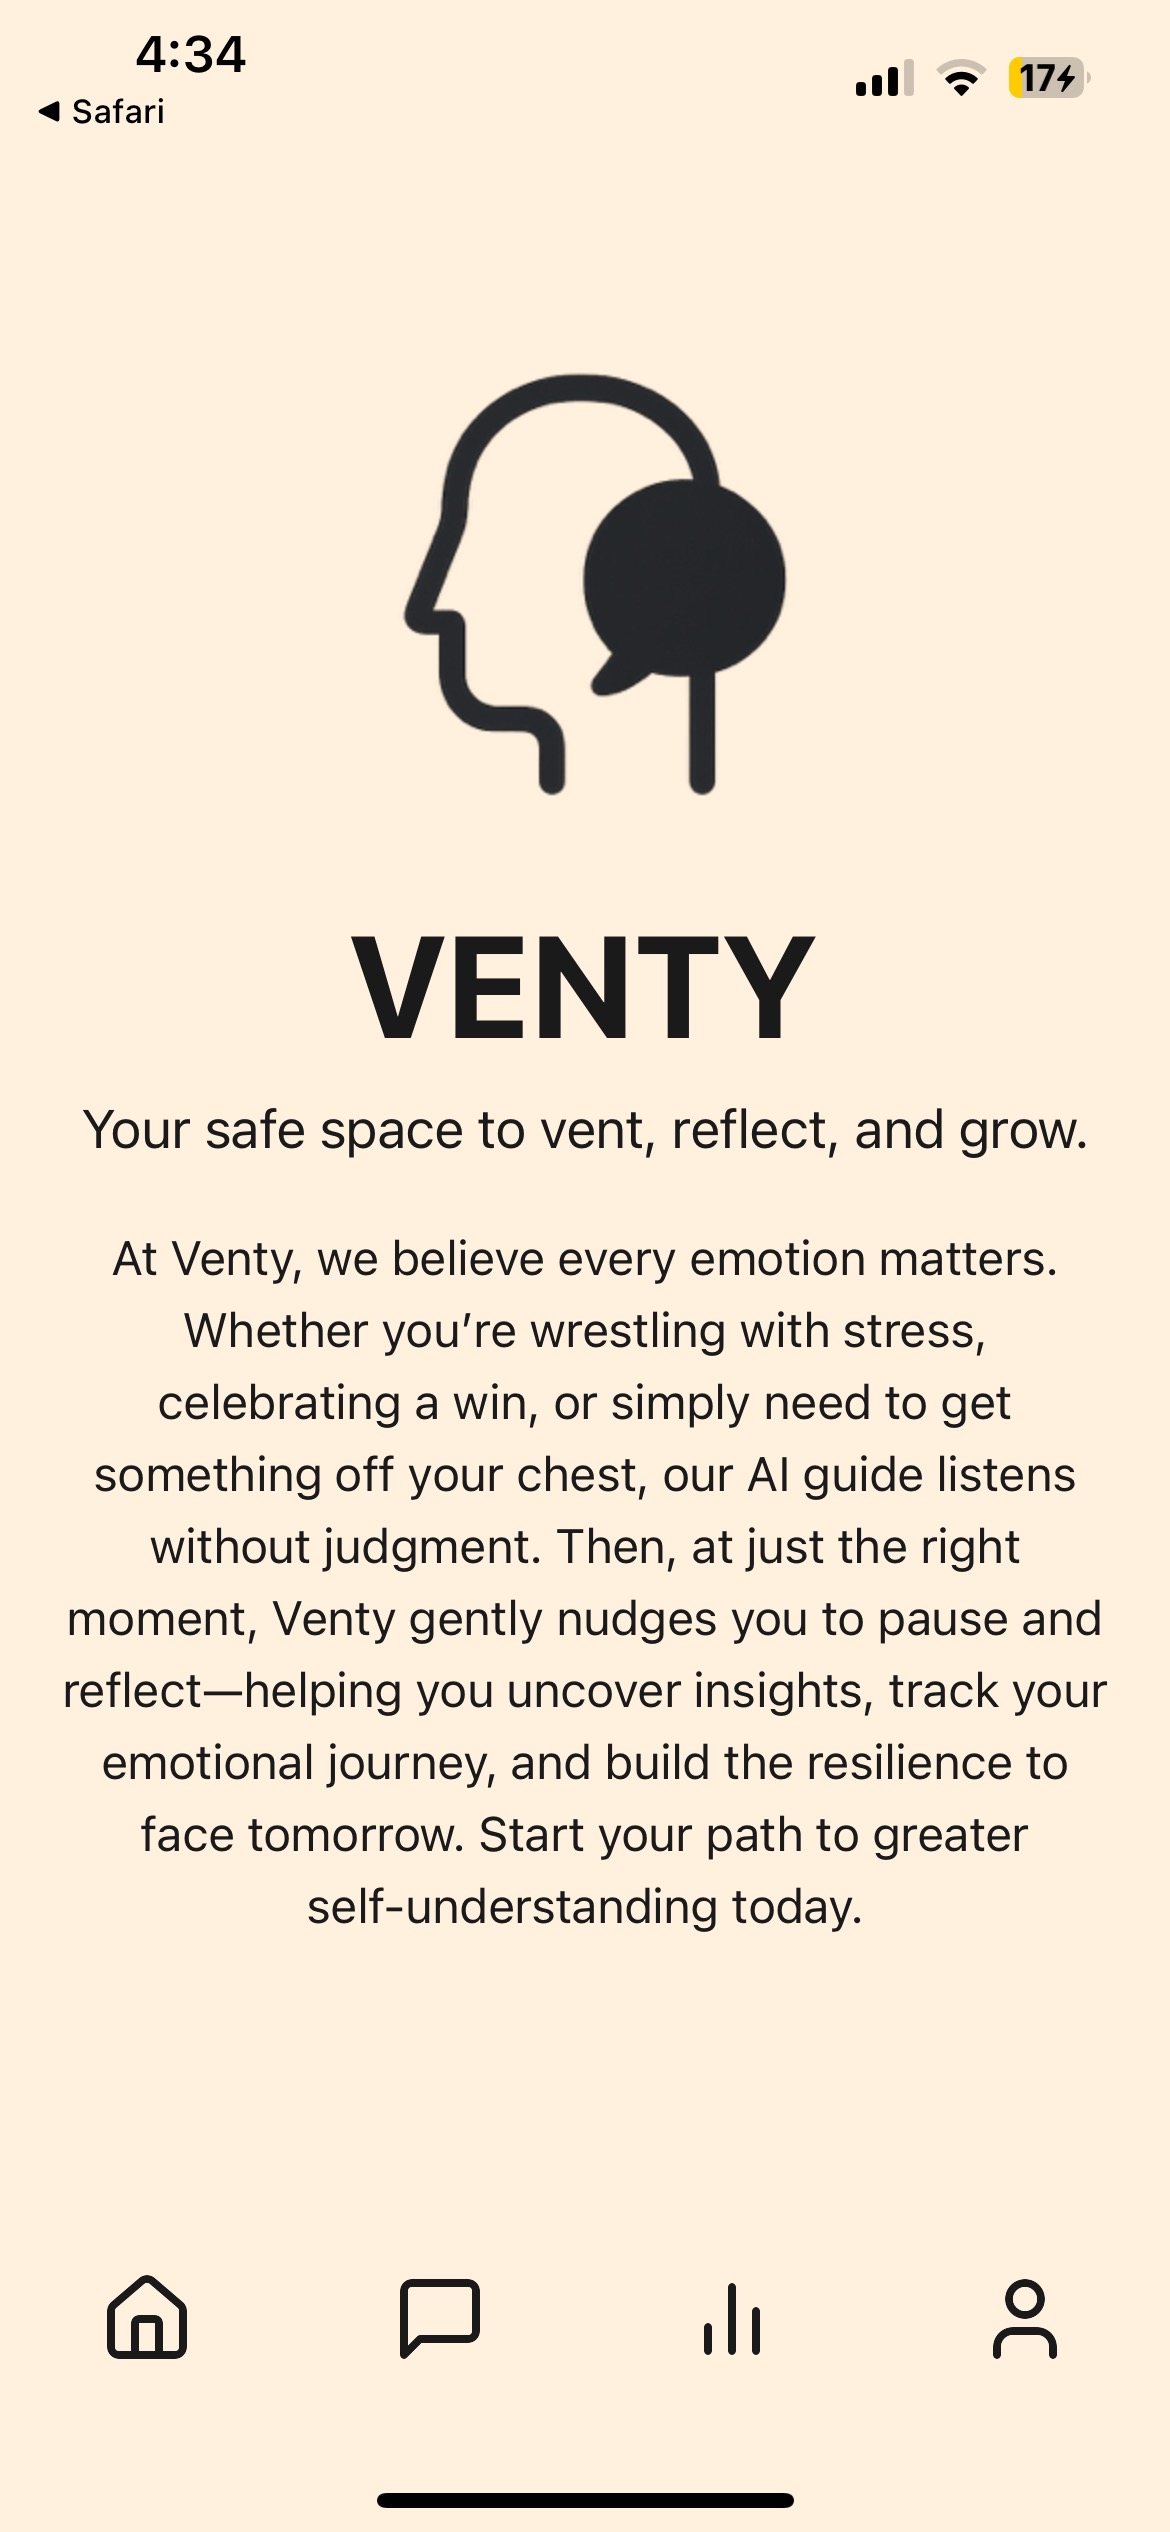 4:34
17
Safari
VENTY
Your safe space to vent, reflect, and grow.
At Venty, we believe every emotion matters.
Whether you’re wrestling with stress,
celebrating a win, or simply need to get
something off your chest, our AI guide listens
without judgment. Then, at just the right
moment, Venty gently nudges you to pause and
reflect—helping you uncover insights, track your
emotional journey, and build the resilience to
face tomorrow. Start your path to greater
self-understanding today.